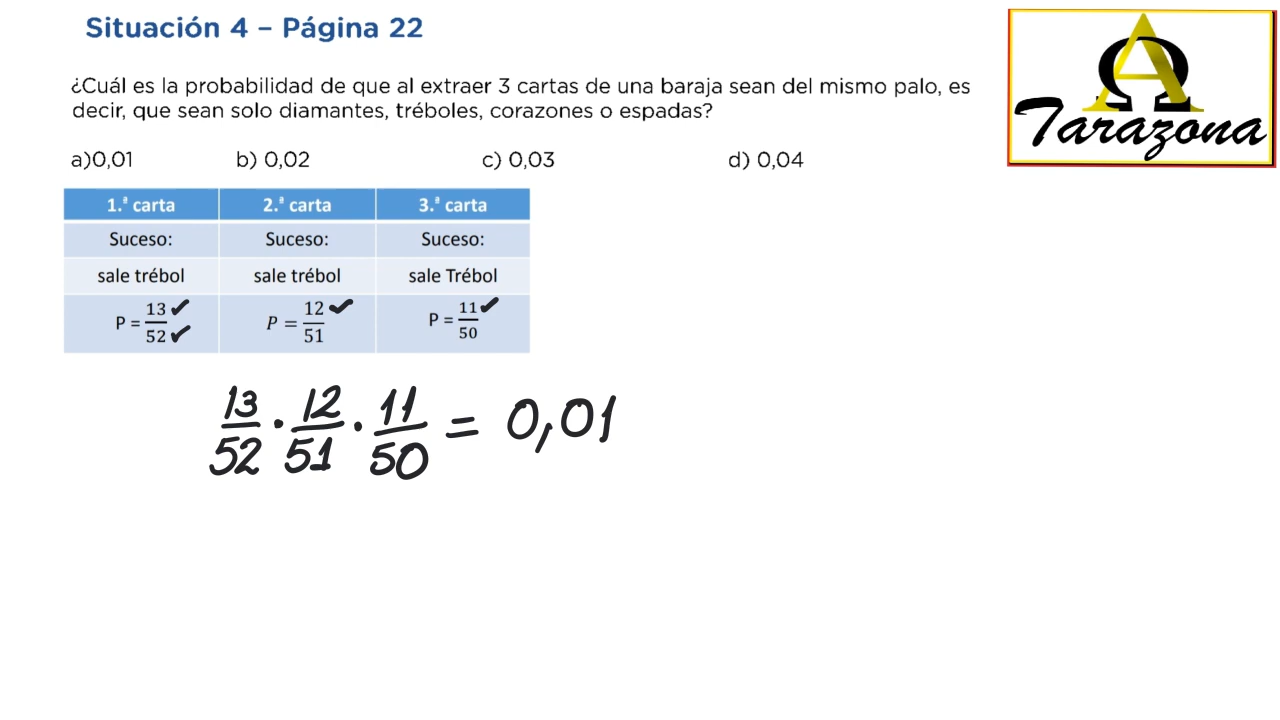 Situación 4 – Página 22
¿Cuál es la probabilidad de que al extraer 3 cartas de una baraja sean del mismo palo, es
decir, que sean solo diamantes, tréboles, corazones o espadas?
a)0,01 b) 0,02 c) 0,03 d) 0,04
1.ª carta 2.ª carta 3.ª carta
Suceso: Suceso: Suceso:
sale trébol sale trébol sale Trébol
P = 13/52 P = 12/51 P = 11/50
13/52 · 12/51 · 11/50 = 0,01
AΩ
Tarazona